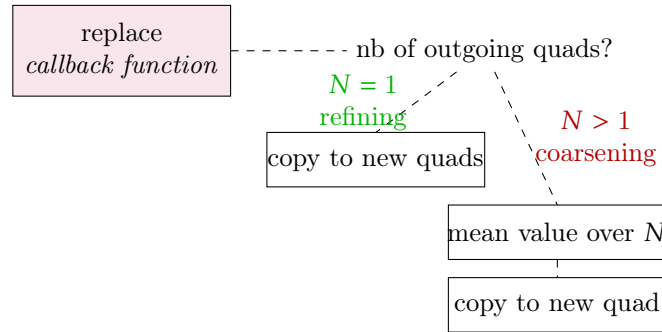 replace
callback function
nb of outgoing quads?
N = 1
refining
N > 1
coarsening
copy to new quads
mean value over N
copy to new quad